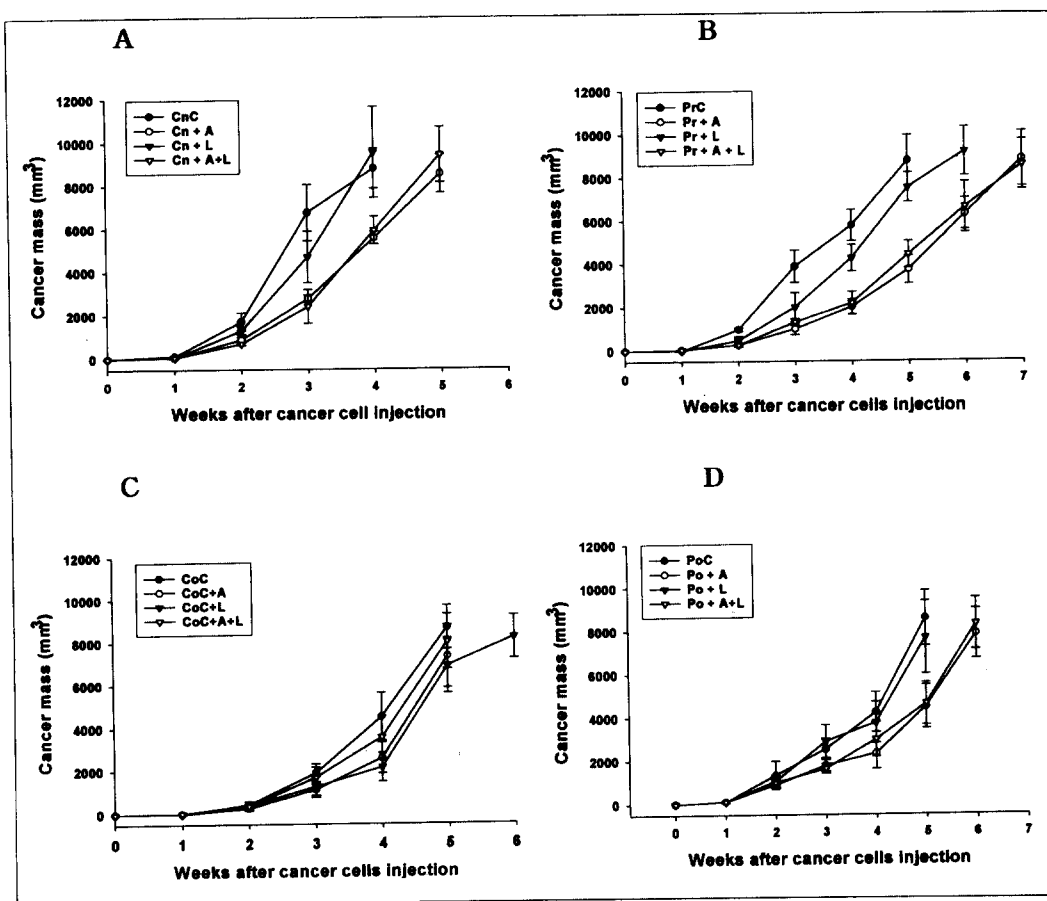 A
12000
10000
8000
6000
4000
2000
0
Cancer mass (mm³)
CnC
Cn + A
Cn + L
Cn + A+L
0 1 2 3 4 5 6
Weeks after cancer cell injection
B
12000
10000
8000
6000
4000
2000
0
Cancer mass (mm³)
PrC
Pr + A
Pr + L
Pr + A + L
0 1 2 3 4 5 6 7
Weeks after cancer cells injection
C
12000
10000
8000
6000
4000
2000
0
Cancer mass (mm³)
CoC
CoC+A
CoC+L
CoC+A+L
0 1 2 3 4 5 6
Weeks after cancer cells injection
D
12000
10000
8000
6000
4000
2000
0
Cancer mass (mm³)
PoC
Po + A
Po + L
Po + A+L
0 1 2 3 4 5 6 7
Weeks after cancer cells injection